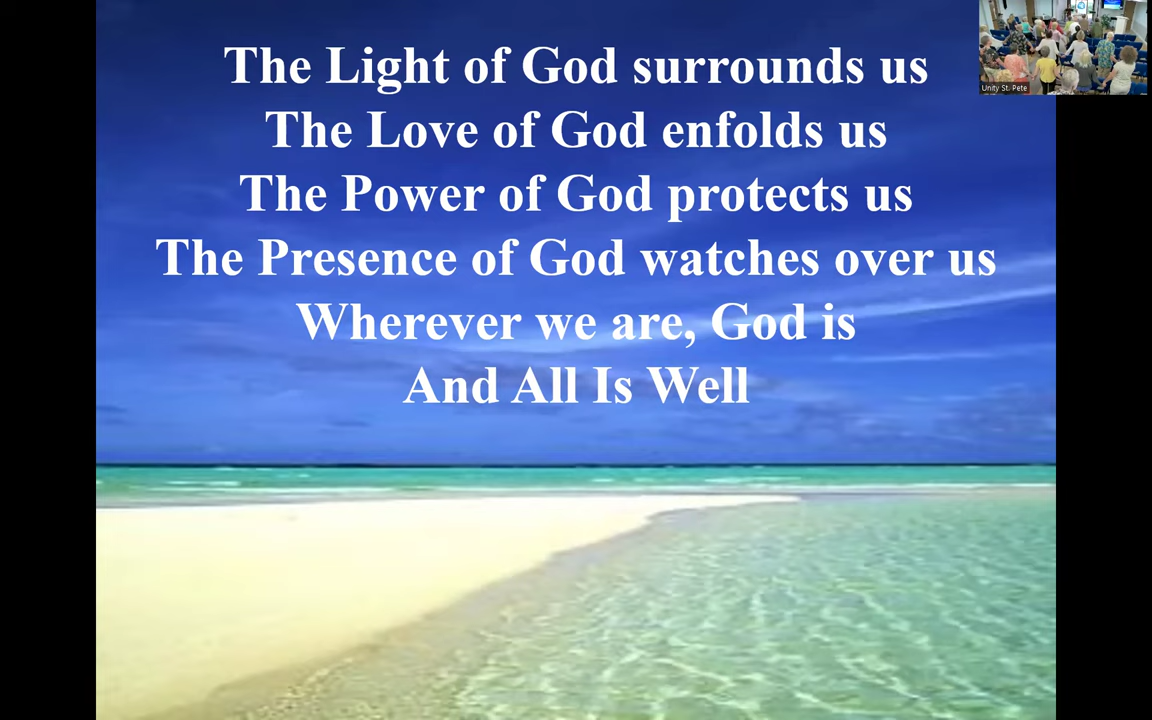 The Light of God surrounds us
The Love of God enfolds us
The Power of God protects us
The Presence of God watches over us
Wherever we are, God is
And All Is Well
Unity St. Pete